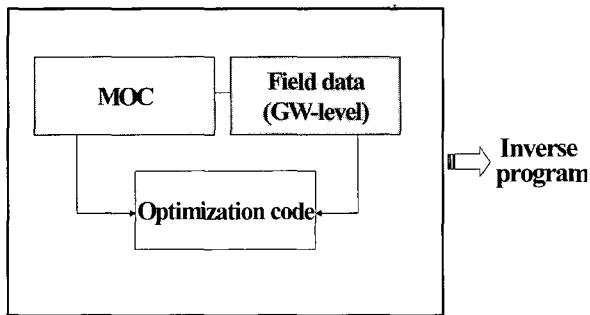 MOC
Field data
(GW-level)
Optimization code
Inverse
program